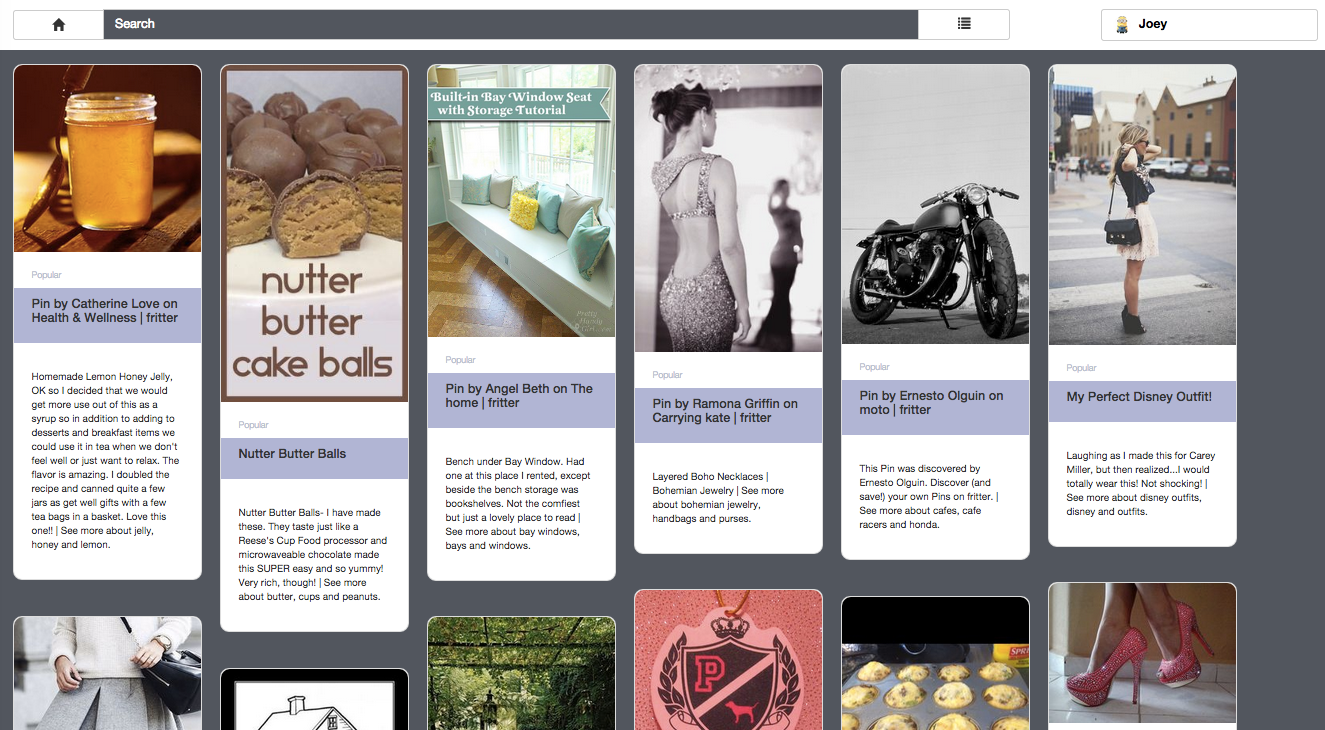 Search
Joey
Popular
Pin by Catherine Love on
Health & Wellness | fritter
Homemade Lemon Honey Jelly,
OK so I decided that we would
get more use out of this as a
syrup so in addition to adding to
desserts and breakfast items we
could use it in tea when we don't
feel well or just want to relax. The
flavor is amazing. I doubled the
recipe and canned quite a few
jars as get well gifts with a few
tea bags in a basket. Love this
one!! | See more about jelly,
honey and lemon.
nutter
butter
cake balls
Popular
Nutter Butter Balls
Nutter Butter Balls- I have made
these. They taste just like a
Reese's Cup Food processor and
microwaveable chocolate made
this SUPER easy and so yummy!
Very rich, though! | See more
about butter, cups and peanuts.
Built-in Bay Window Seat
with Storage Tutorial
Pretty
Handy
Popular
Pin by Angel Beth on The
home | fritter
Bench under Bay Window. Had
one at this place I rented, except
beside the bench storage was
bookshelves. Not the comfiest
but just a lovely place to read |
See more about bay windows,
bays and windows.
Popular
Pin by Ramona Griffin on
Carrying kate | fritter
Layered Boho Necklaces |
Bohemian Jewelry | See more
about bohemian jewelry,
handbags and purses.
Popular
Pin by Ernesto Olguin on
moto | fritter
This Pin was discovered by
Ernesto Olguin. Discover (and
save!) your own Pins on fritter. |
See more about cafes, cafe
racers and honda.
Popular
My Perfect Disney Outfit!
Laughing as I made this for Carey
Miller, but then realized...I would
totally wear this! Not shocking! |
See more about disney outfits,
disney and outfits.
P
SPRI